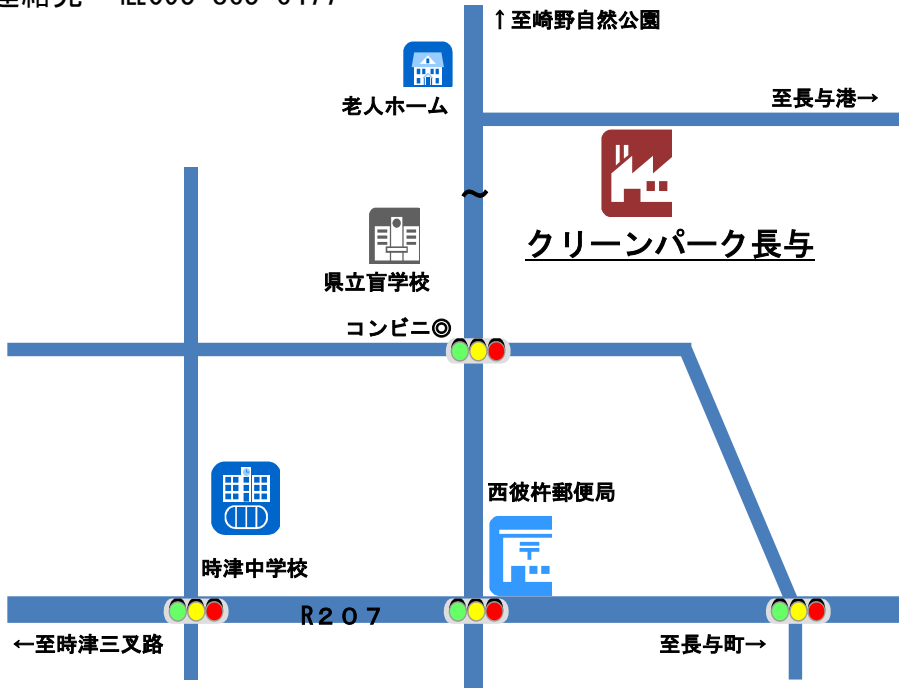 ↑至崎野自然公園
老人ホーム
至長与港→
～
クリーンパーク長与
県立盲学校
コンビニ◎
西彼杵郵便局
時津中学校
R207
←至時津三叉路
至長与町→